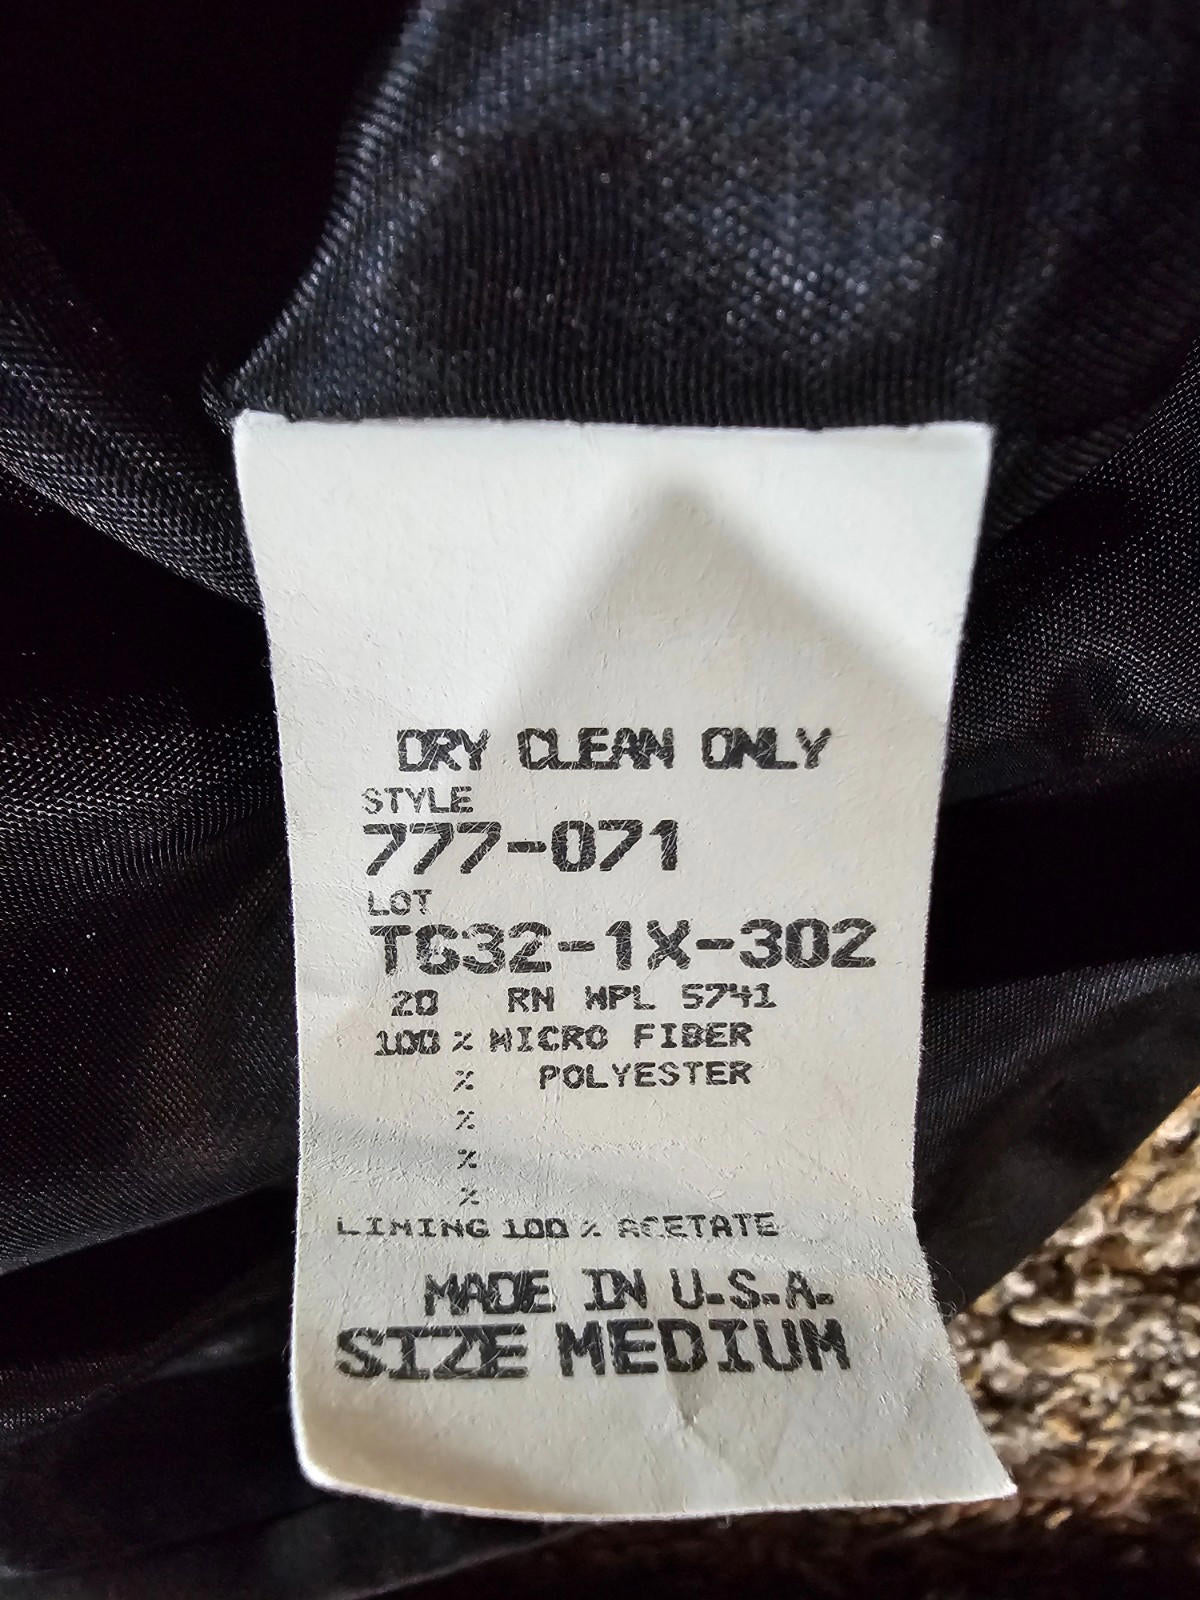 DRY CLEAN ONLY
STYLE
777-071
LOT
TG32-1X-302
20 RN WPL 5741
100 % MICRO FIBER
% POLYESTER
%
%
%
LINING 100 % ACETATE
MADE IN U.S.A.
SIZE MEDIUM